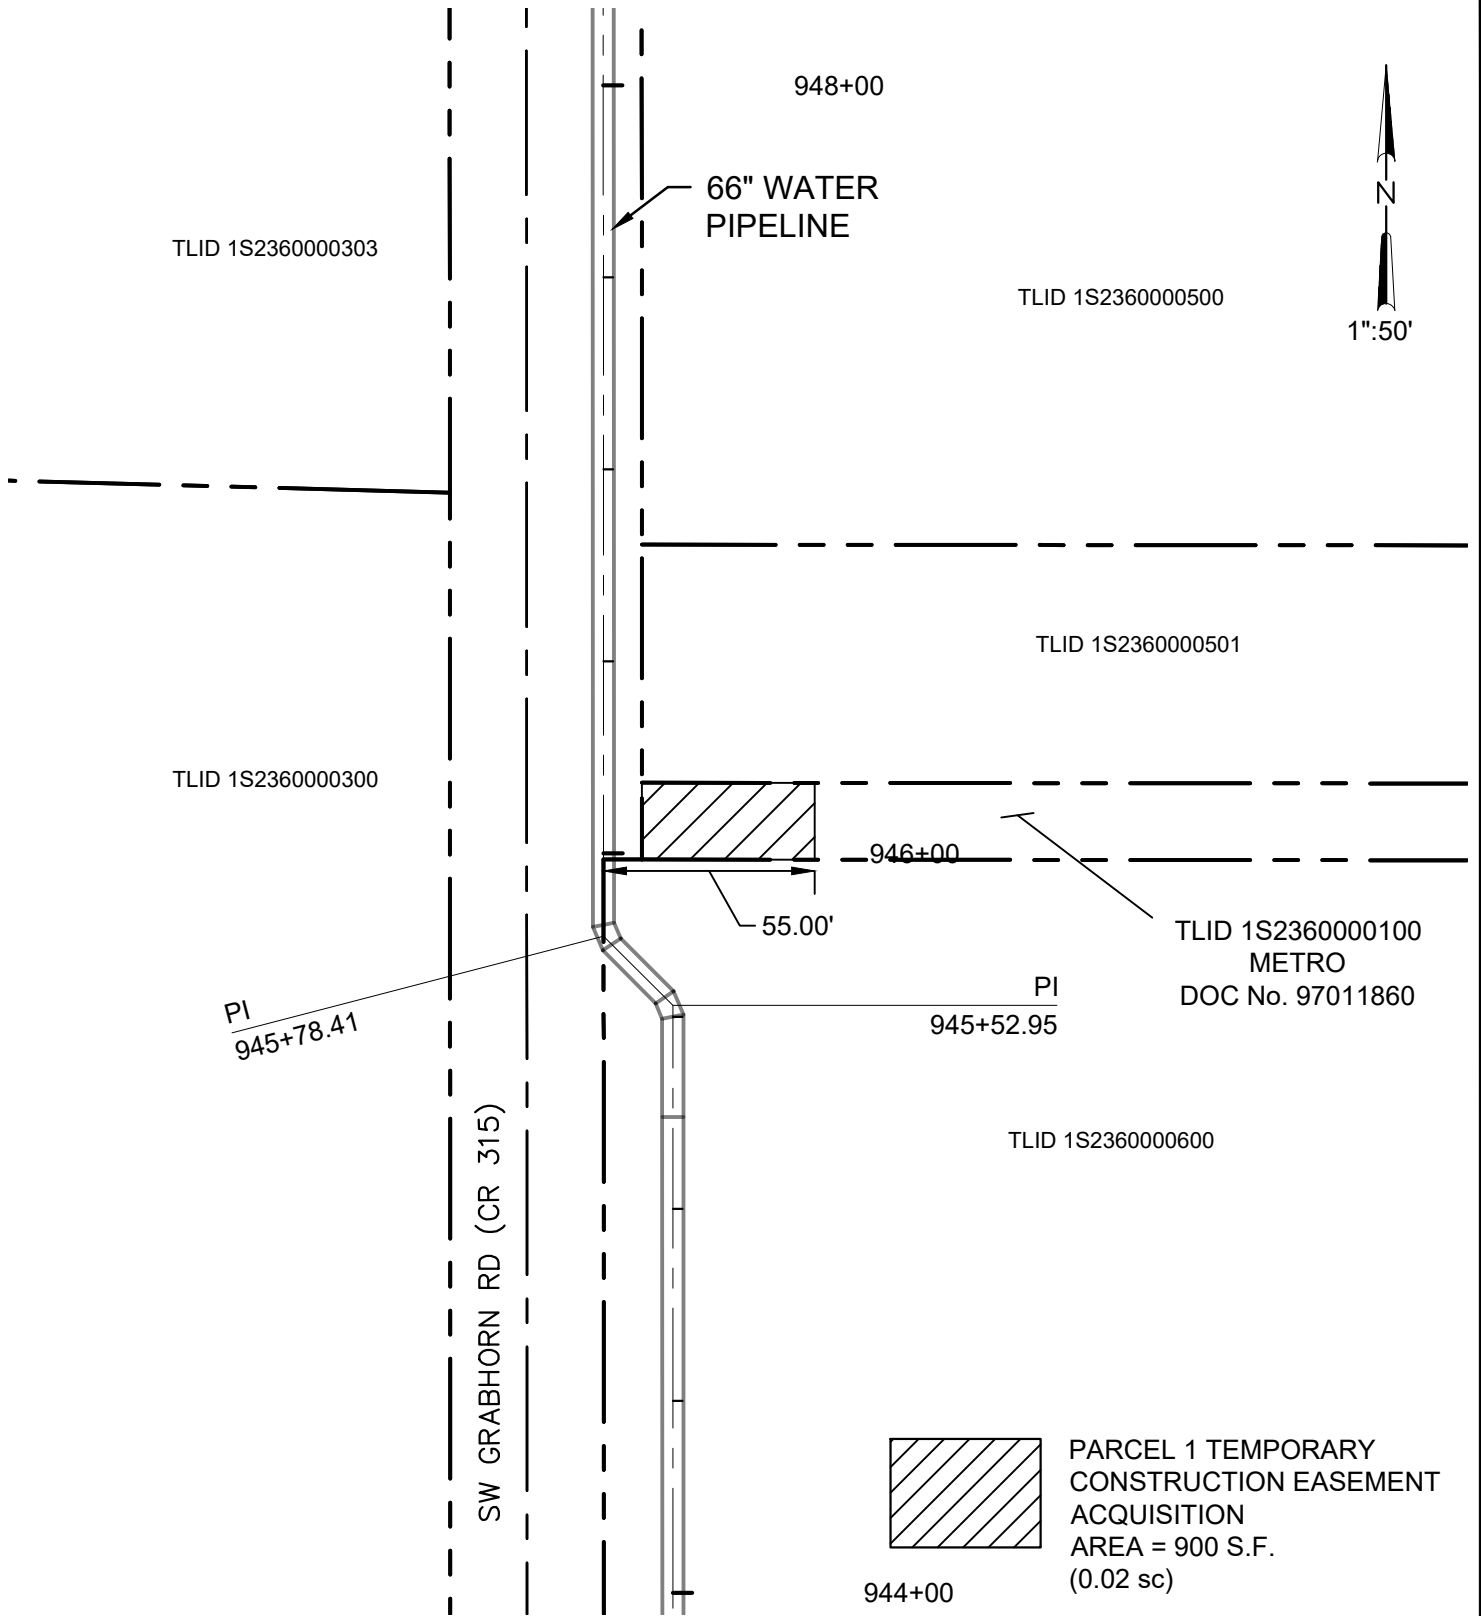 948+00
66" WATER
PIPELINE
N
1":50'
TLID 1S2360000303
TLID 1S2360000500
TLID 1S2360000501
TLID 1S2360000300
946+00
55.00'
TLID 1S2360000100
METRO
DOC No. 97011860
PI
945+78.41
PI
945+52.95
TLID 1S2360000600
SW GRABHORN RD (CR 315)
PARCEL 1 TEMPORARY
CONSTRUCTION EASEMENT
ACQUISITION
AREA = 900 S.F.
(0.02 sc)
944+00